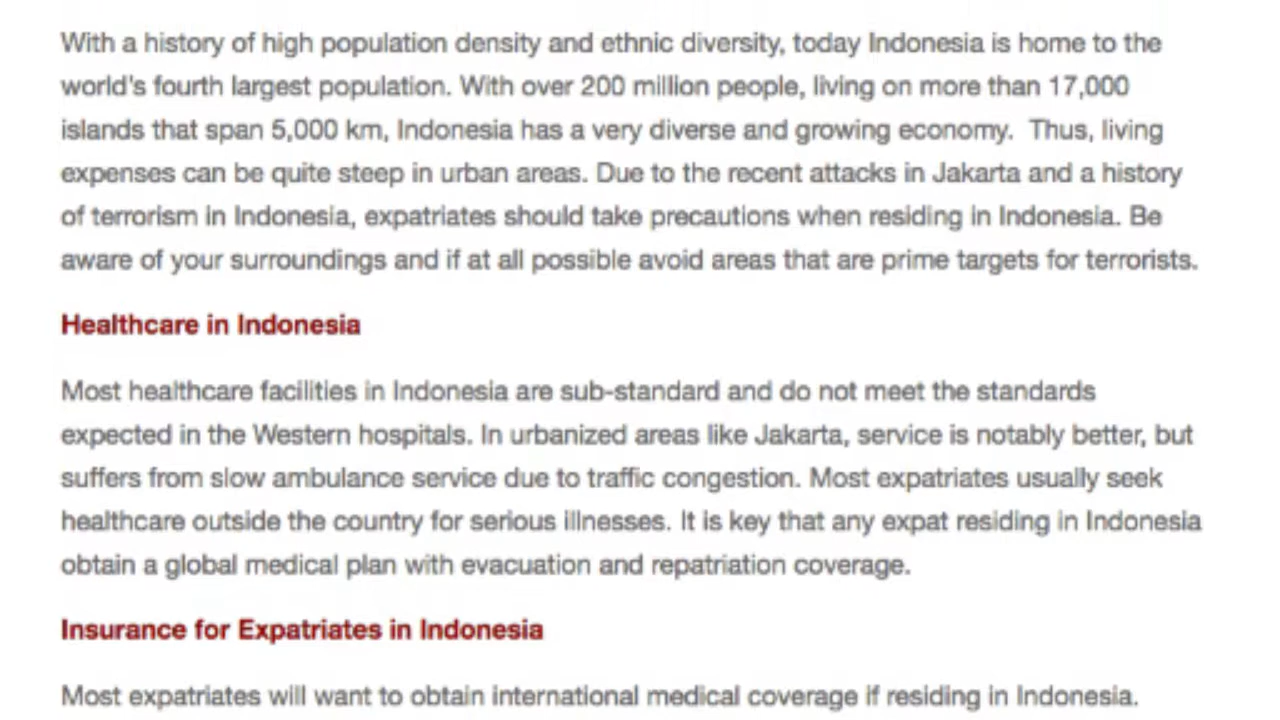 With a history of high population density and ethnic diversity, today Indonesia is home to the
world's fourth largest population. With over 200 million people, living on more than 17,000
islands that span 5,000 km, Indonesia has a very diverse and growing economy.  Thus, living
expenses can be quite steep in urban areas. Due to the recent attacks in Jakarta and a history
of terrorism in Indonesia, expatriates should take precautions when residing in Indonesia. Be
aware of your surroundings and if at all possible avoid areas that are prime targets for terrorists.
Healthcare in Indonesia
Most healthcare facilities in Indonesia are sub-standard and do not meet the standards
expected in the Western hospitals. In urbanized areas like Jakarta, service is notably better, but
suffers from slow ambulance service due to traffic congestion. Most expatriates usually seek
healthcare outside the country for serious illnesses. It is key that any expat residing in Indonesia
obtain a global medical plan with evacuation and repatriation coverage.
Insurance for Expatriates in Indonesia
Most expatriates will want to obtain international medical coverage if residing in Indonesia.